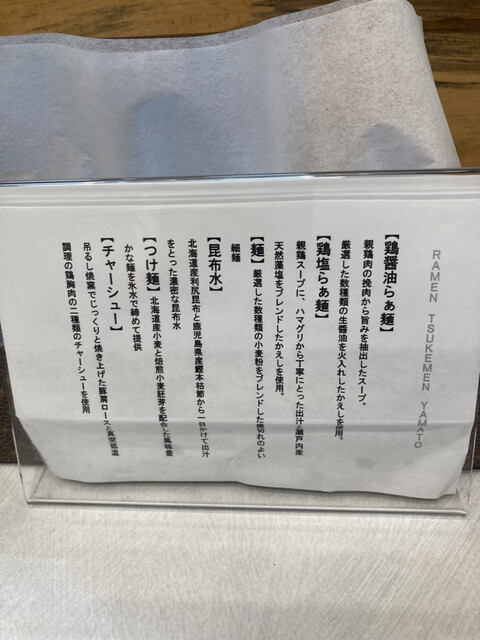 RAMEN TSUKEMEN YAMATO
【鶏醤油らぁ麺】
親鶏肉の挽肉から旨みを抽出したスープ。
厳選した数種類の生醤油を火入れしたかえしを使用。
【鶏塩らぁ麺】
親鶏スープに、ハマグリから丁寧にとった出汁と瀬戸内産
天然藻塩をブレンドしたかえしを使用。
【麺】厳選した数種類の小麦粉をブレンドした歯切れのよい
細麺
【昆布水】
北海道産利尻昆布と鹿児島県産鰹本枯節から一日かけて出汁
をとった濃密な昆布水
【つけ麺】北海道産小麦と焙煎小麦胚芽を配合した風味豊
かな麺を氷水で締めて提供
【チャーシュー】
吊るし焼窯でじっくりと焼き上げた豚肩ロースと真空低温
調理の鶏胸肉の二種類のチャーシューを使用